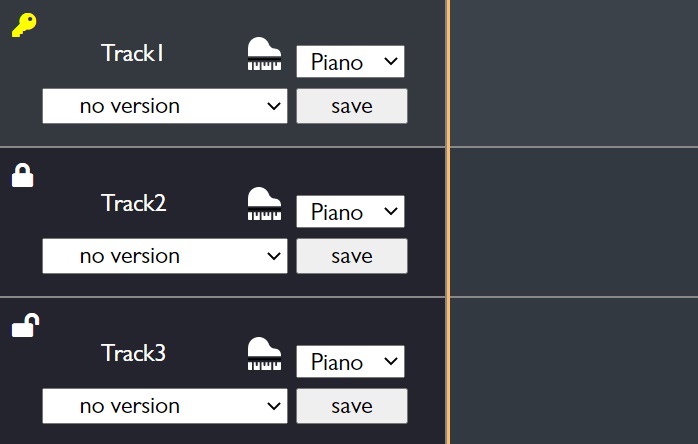 Track1 Piano
no version save
Track2 Piano
no version save
Track3 Piano
no version save